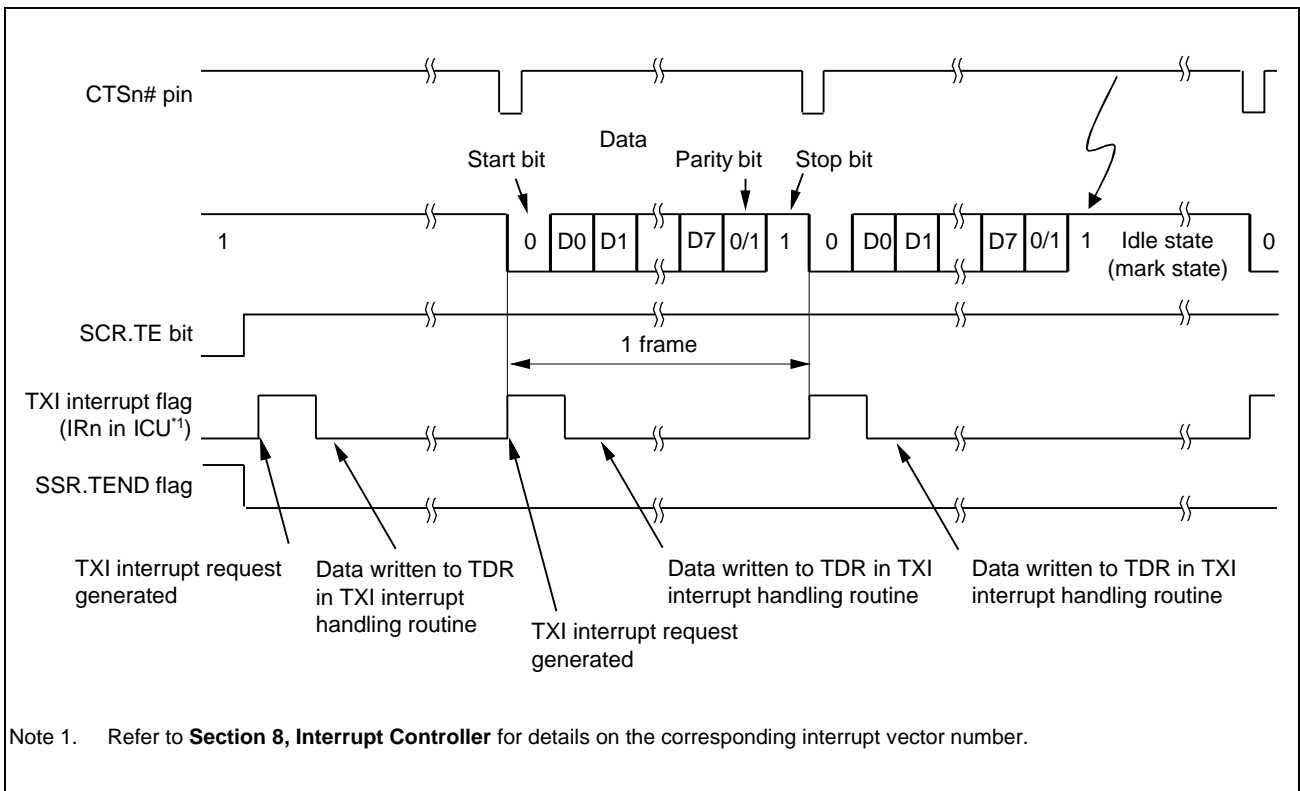 CTSn# pin
Data
Start bit
Parity bit
Stop bit
1
0
D0
D1
D7
0/1
1
0
D0
D1
D7
0/1
1
Idle state
(mark state)
0
SCR.TE bit
1 frame
TXI interrupt flag
(IRn in ICU*1)
SSR.TEND flag
TXI interrupt request
generated
Data written to TDR
in TXI interrupt
handling routine
TXI interrupt request
generated
Data written to TDR in TXI
interrupt handling routine
Data written to TDR in TXI
interrupt handling routine
Note 1. Refer to Section 8, Interrupt Controller for details on the corresponding interrupt vector number.